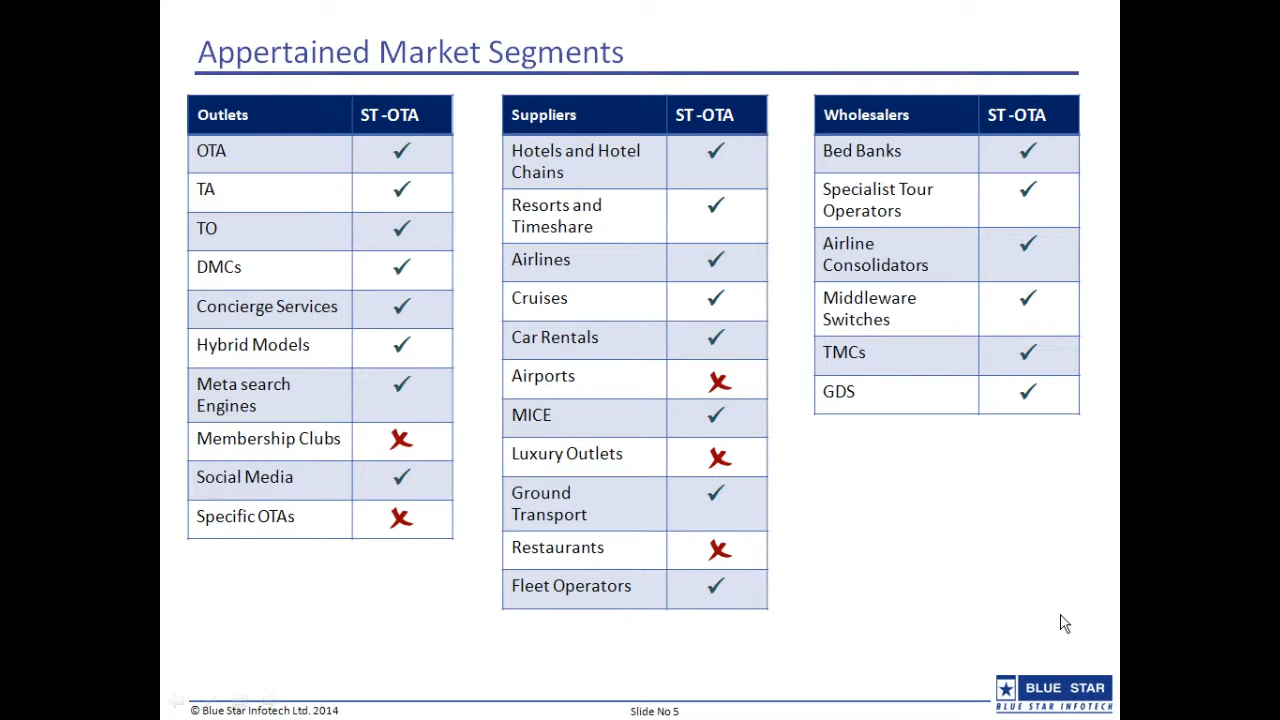 Appertained Market Segments
Outlets ST -OTA
OTA ✓
TA ✓
TO ✓
DMCs ✓
Concierge Services ✓
Hybrid Models ✓
Meta search
Engines ✓
Membership Clubs ✗
Social Media ✓
Specific OTAs ✗
Suppliers ST -OTA
Hotels and Hotel
Chains ✓
Resorts and
Timeshare ✓
Airlines ✓
Cruises ✓
Car Rentals ✓
Airports ✗
MICE ✓
Luxury Outlets ✗
Ground
Transport ✓
Restaurants ✗
Fleet Operators ✓
Wholesalers ST -OTA
Bed Banks ✓
Specialist Tour
Operators ✓
Airline
Consolidators ✓
Middleware
Switches ✓
TMCs ✓
GDS ✓
© Blue Star Infotech Ltd. 2014
Slide No 5
BLUE STAR
BLUE STAR INFOTECH